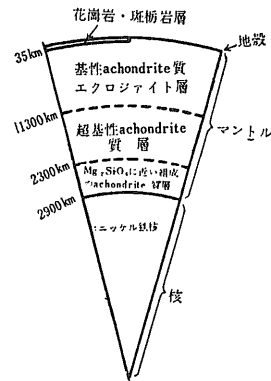 花崗岩・斑栃岩層
35km
地殻
基性achondrite質
エクロジァイト層
1300km
マントル
超基性achondrite
質層
2300km
Mg₂SiO₄に近い組成
achondrite質層
2900km
ニッケル鉄核
核